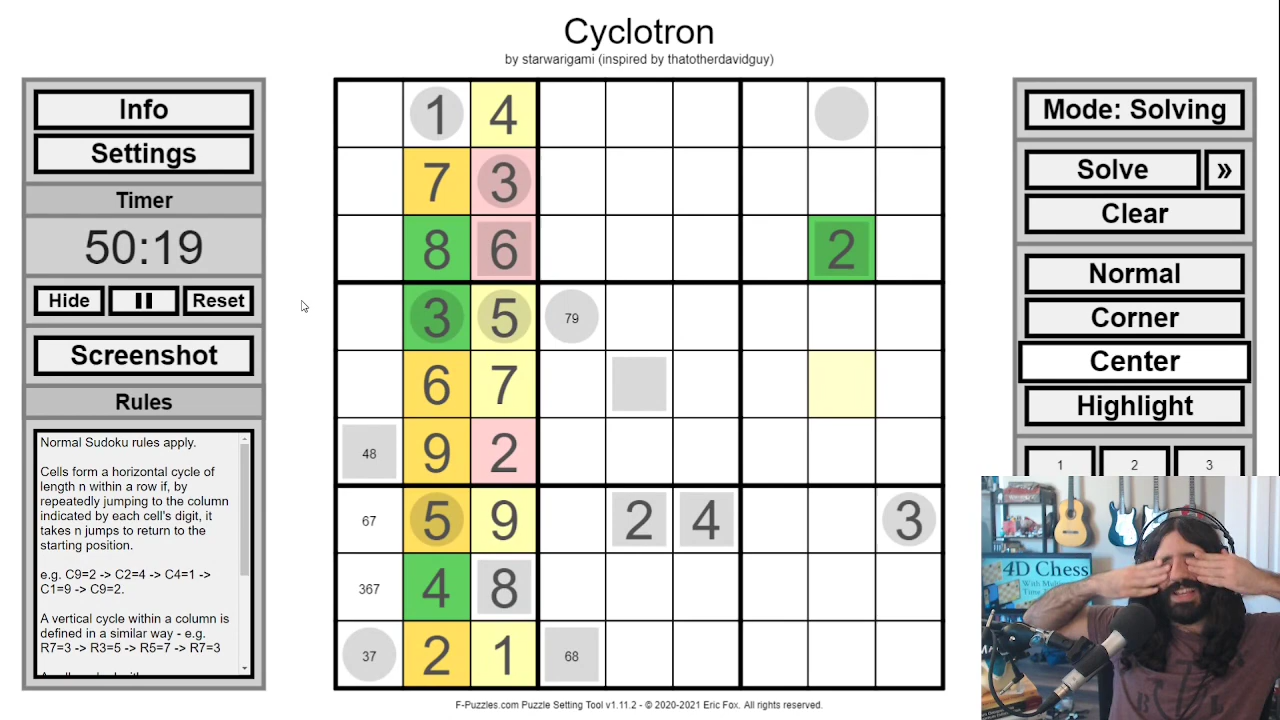 Cyclotron
by starwarigami (inspired by thatotherdavidguy)
Info
Settings
Timer
50:19
Hide
Reset
Screenshot
Rules
Normal Sudoku rules apply.
Cells form a horizontal cycle of
length n within a row if, by
repeatedly jumping to the column
indicated by each cell's digit, it
takes n jumps to return to the
starting position.
e.g. C9=2 -> C2=4 -> C4=1 ->
C1=9 -> C9=2.
A vertical cycle within a column is
defined in a similar way - e.g.
R7=3 -> R3=5 -> R5=7 -> R7=3
1 4
7 3
8 6 2
3 5 79
6 7
48 9 2
67 5 9 2 4 3
367 4 8
37 2 1 68
Mode: Solving
Solve »
Clear
Normal
Corner
Center
Highlight
1 2 3
4D Chess
F-Puzzles.com Puzzle Setting Tool v1.11.2 - © 2020-2021 Eric Fox. All rights reserved.